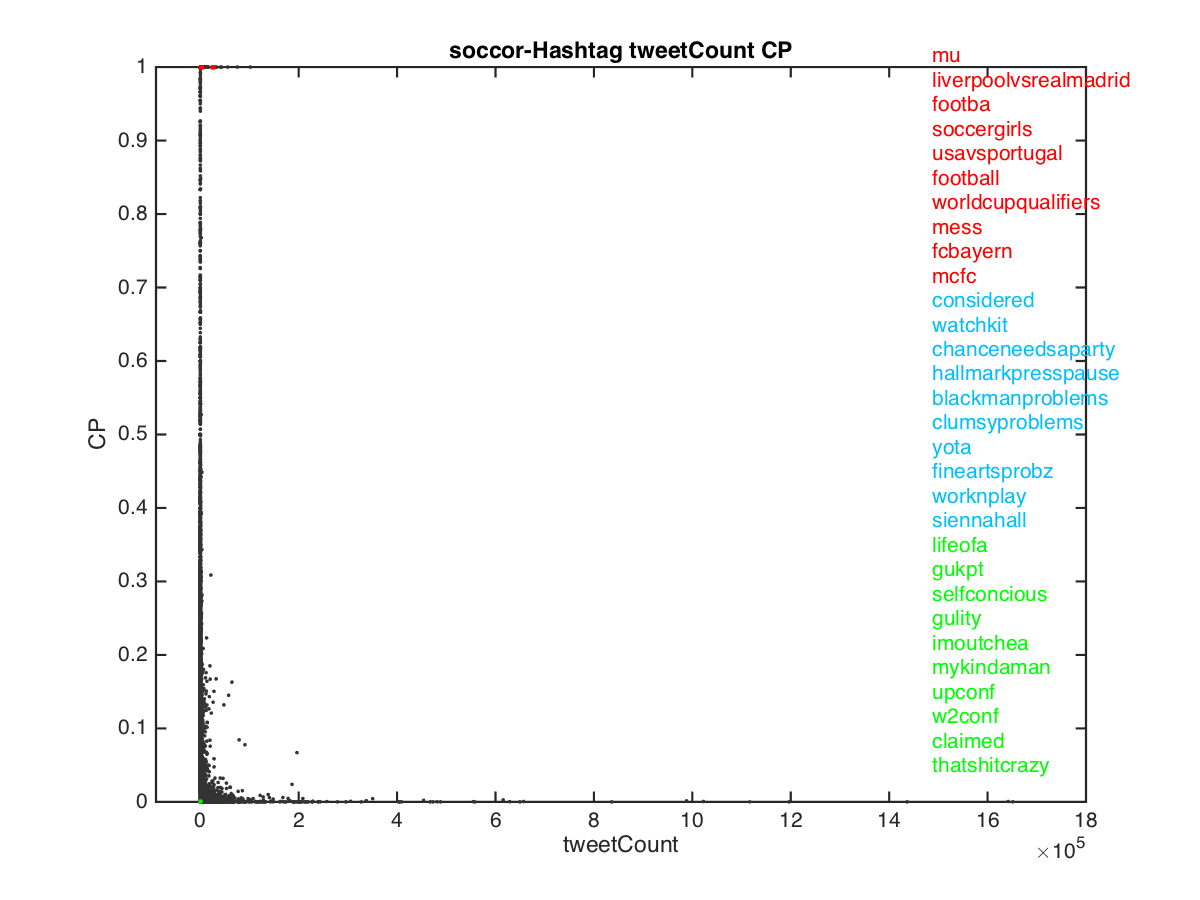 soccor-Hashtag tweetCount CP
mu
liverpoolvsrealmadrid
footba
soccergirls
usavsportugal
football
worldcupqualifiers
mess
fcbayern
mcfc
considered
watchkit
chanceneedsaparty
hallmarkpresspause
blackmanproblems
clumsyproblems
yota
fineartsprobz
worknplay
siennahall
lifeofa
gukpt
selfconcious
gulity
imoutchea
mykindaman
upconf
w2conf
claimed
thatshitcrazy
1
0.9
0.8
0.7
0.6
0.5
0.4
0.3
0.2
0.1
0
CP
0 2 4 6 8 10 12 14 16 18
tweetCount
×10^5